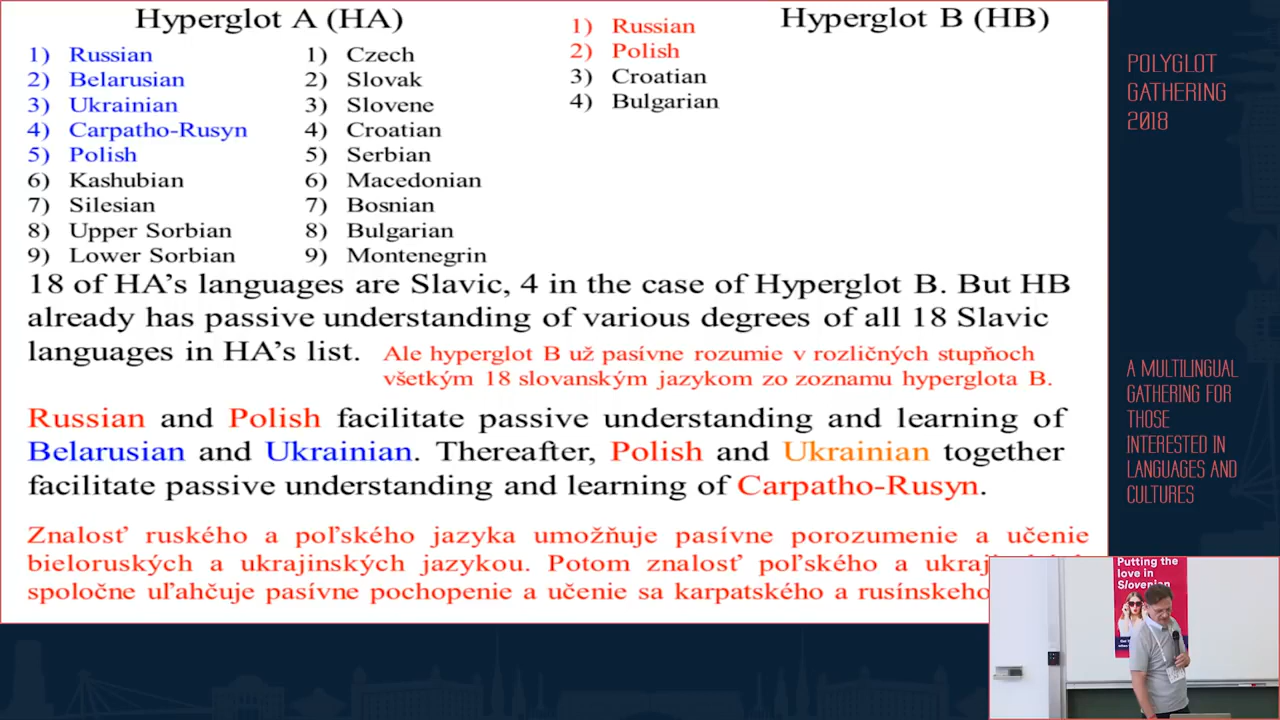 Hyperglot A (HA)
1) Russian
2) Belarusian
3) Ukrainian
4) Carpatho-Rusyn
5) Polish
6) Kashubian
7) Silesian
8) Upper Sorbian
9) Lower Sorbian
1) Czech
2) Slovak
3) Slovene
4) Croatian
5) Serbian
6) Macedonian
7) Bosnian
8) Bulgarian
9) Montenegrin
Hyperglot B (HB)
1) Russian
2) Polish
3) Croatian
4) Bulgarian
18 of HA’s languages are Slavic, 4 in the case of Hyperglot B. But HB
already has passive understanding of various degrees of all 18 Slavic
languages in HA’s list.
Ale hyperglot B už pasívne rozumie v rozličných stupňoch
všetkým 18 slovanským jazykom zo zoznamu hyperglota B.
Russian and Polish facilitate passive understanding and learning of
Belarusian and Ukrainian. Thereafter, Polish and Ukrainian together
facilitate passive understanding and learning of Carpatho-Rusyn.
Znalosť ruského a poľského jazyka umožňuje pasívne porozumenie a učenie
bieloruských a ukrajinských jazykou. Potom znalosť poľského a
spoločne uľahčuje pasívne pochopenie a učenie sa karpatského a rusínskeho
POLYGLOT
GATHERING
2018
A MULTILINGUAL
GATHERING FOR
THOSE
INTERESTED IN
LANGUAGES AND
CULTURES
Putting the
love in
Slovenian